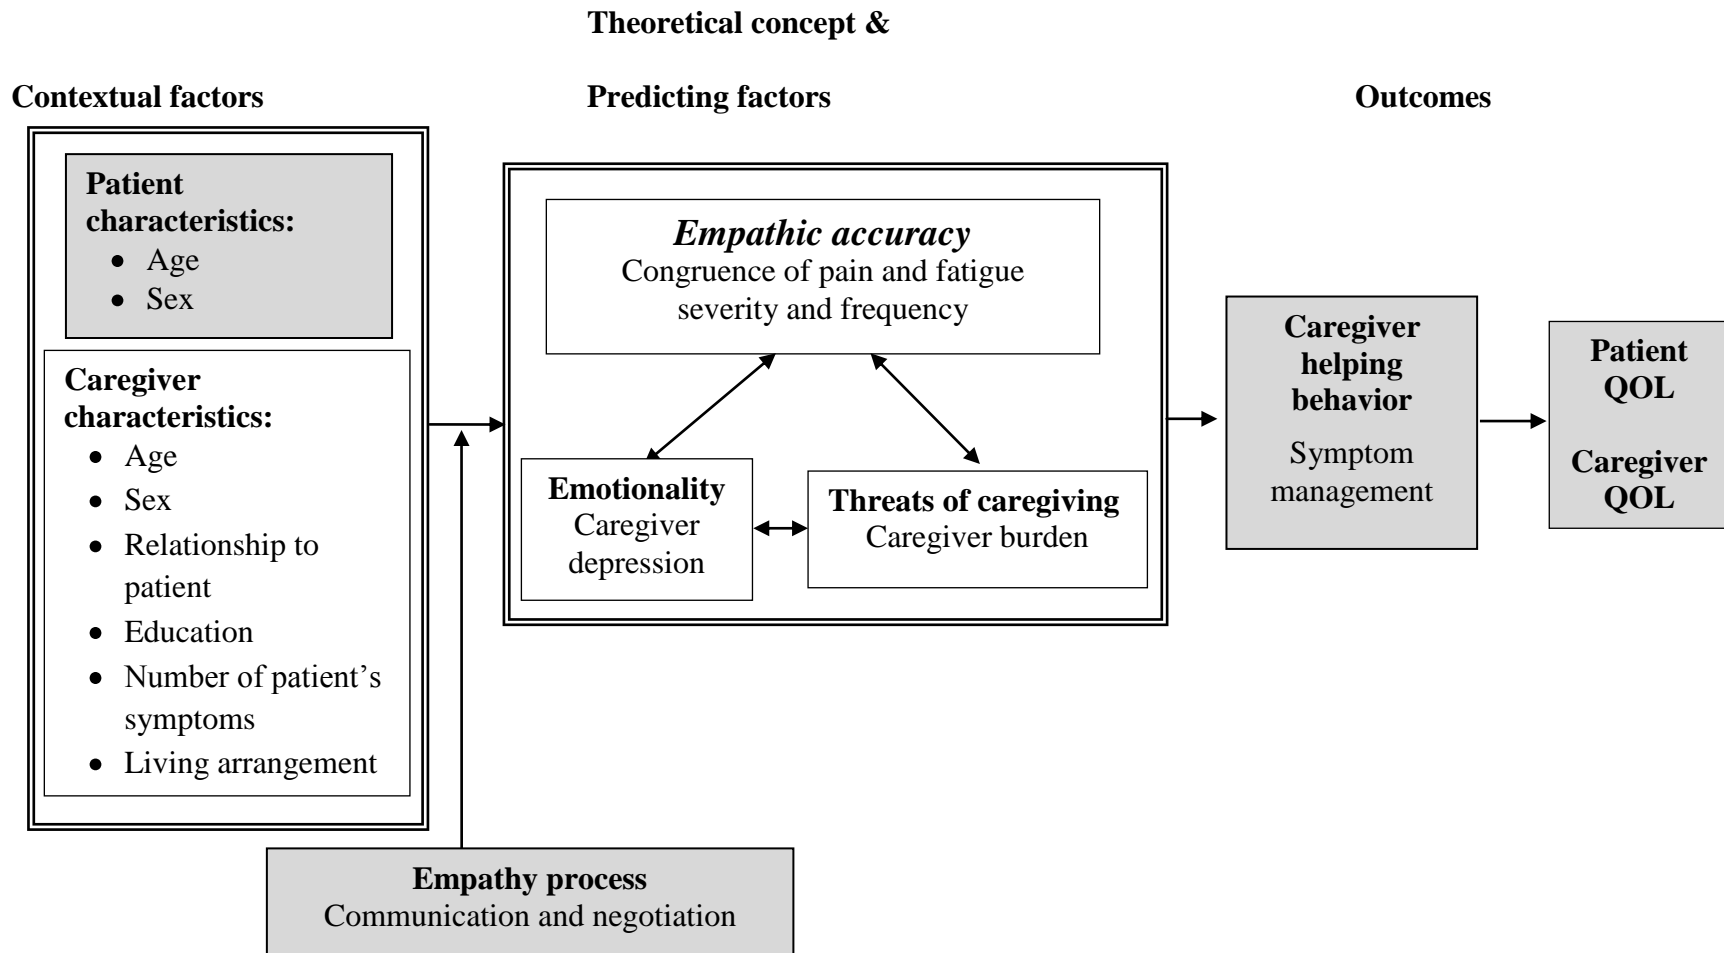 Theoretical concept &
Contextual factors
Predicting factors
Outcomes
Patient
characteristics:
• Age
• Sex
Caregiver
characteristics:
• Age
• Sex
• Relationship to
patient
• Education
• Number of patient’s
symptoms
• Living arrangement
Empathic accuracy
Congruence of pain and fatigue
severity and frequency
Emotionality
Caregiver
depression
Threats of caregiving
Caregiver burden
Caregiver
helping
behavior
Symptom
management
Patient
QOL
Caregiver
QOL
Empathy process
Communication and negotiation